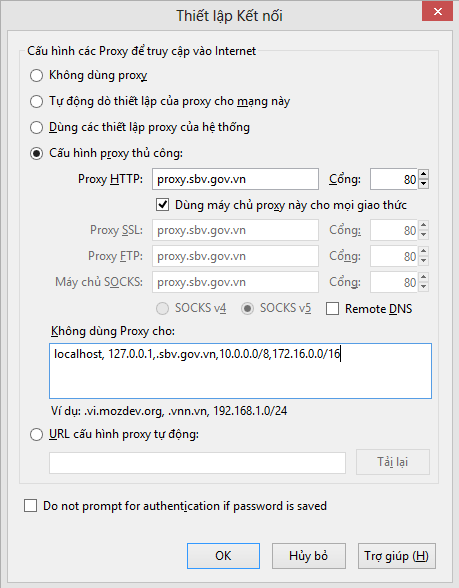 Thiết lập Kết nối
Cấu hình các Proxy để truy cập vào Internet
Không dùng proxy
Tự động dò thiết lập của proxy cho mạng này
Dùng các thiết lập proxy của hệ thống
Cấu hình proxy thủ công:
Proxy HTTP: proxy.sbv.gov.vn Cổng: 80
Dùng máy chủ proxy này cho mọi giao thức
Proxy SSL: proxy.sbv.gov.vn Cổng: 80
Proxy FTP: proxy.sbv.gov.vn Cổng: 80
Máy chủ SOCKS: proxy.sbv.gov.vn Cổng: 80
SOCKS v4 SOCKS v5 Remote DNS
Không dùng Proxy cho:
localhost, 127.0.0.1,.sbv.gov.vn,10.0.0.0/8,172.16.0.0/16
Ví dụ: .vi.mozdev.org, .vnn.vn, 192.168.1.0/24
URL cấu hình proxy tự động:
Tải lại
Do not prompt for authentication if password is saved
OK Hủy bỏ Trợ giúp (H)